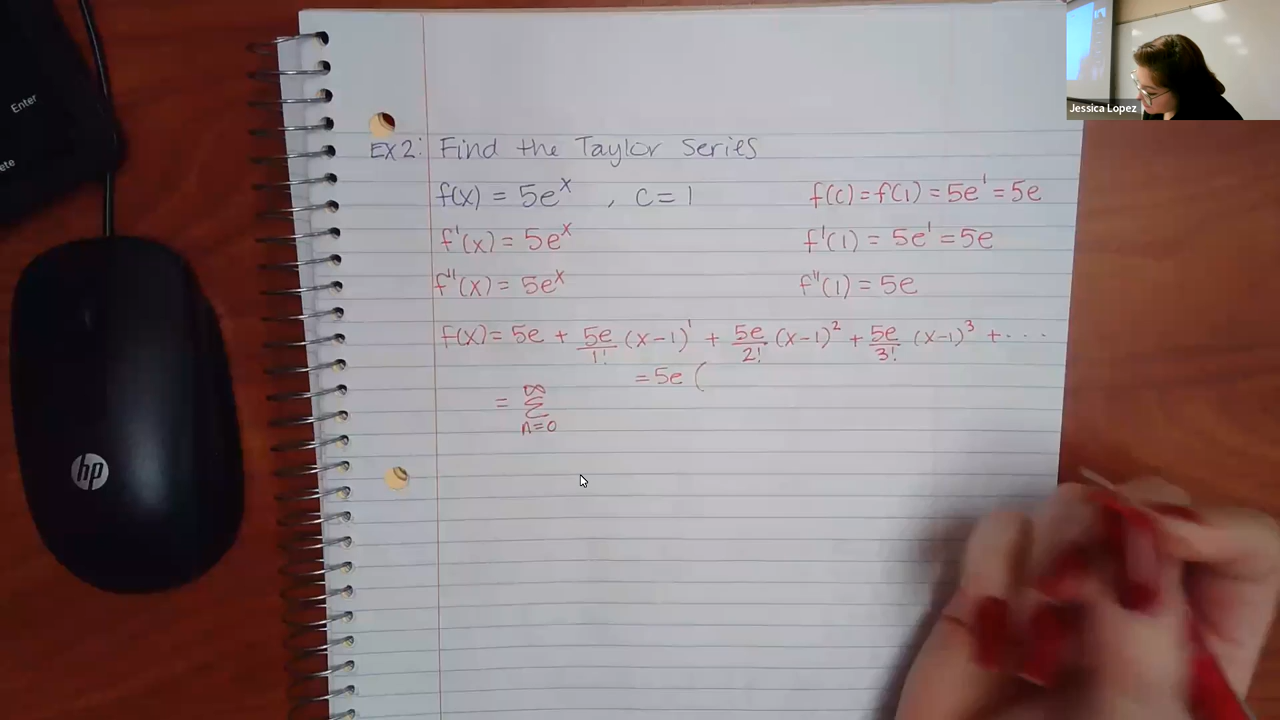 Enter
lete
Jessica Lopez
Ex 2: Find the Taylor Series
f(x) = 5e^x , c = 1 f(c) = f(1) = 5e^1 = 5e
f'(x) = 5e^x f'(1) = 5e^1 = 5e
f''(x) = 5e^x f''(1) = 5e
f(x) = 5e + 5e/1! (x-1)^1 + 5e/2! (x-1)^2 + 5e/3! (x-1)^3 + ....
= 5e (
= ∞ Σ n=0
hp